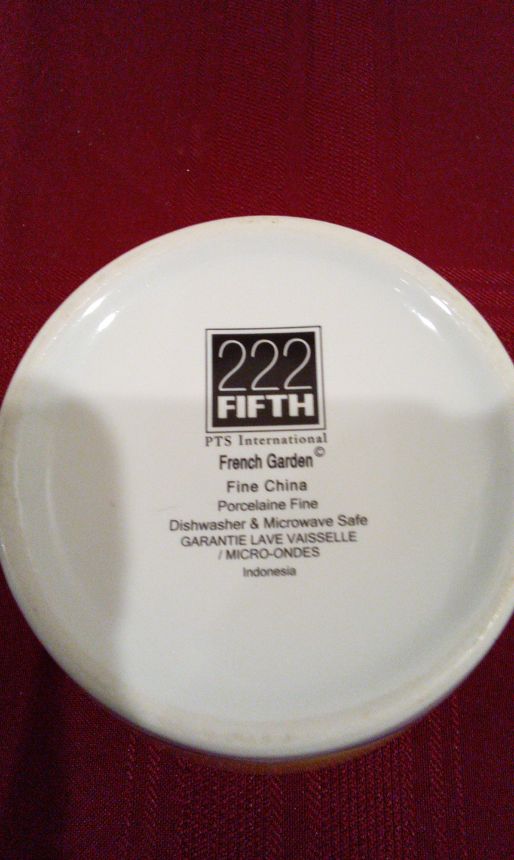 222
FIFTH
PTS International
French Garden©
Fine China
Porcelaine Fine
Dishwasher & Microwave Safe
GARANTIE LAVE VAISSELLE
/ MICRO-ONDES
Indonesia